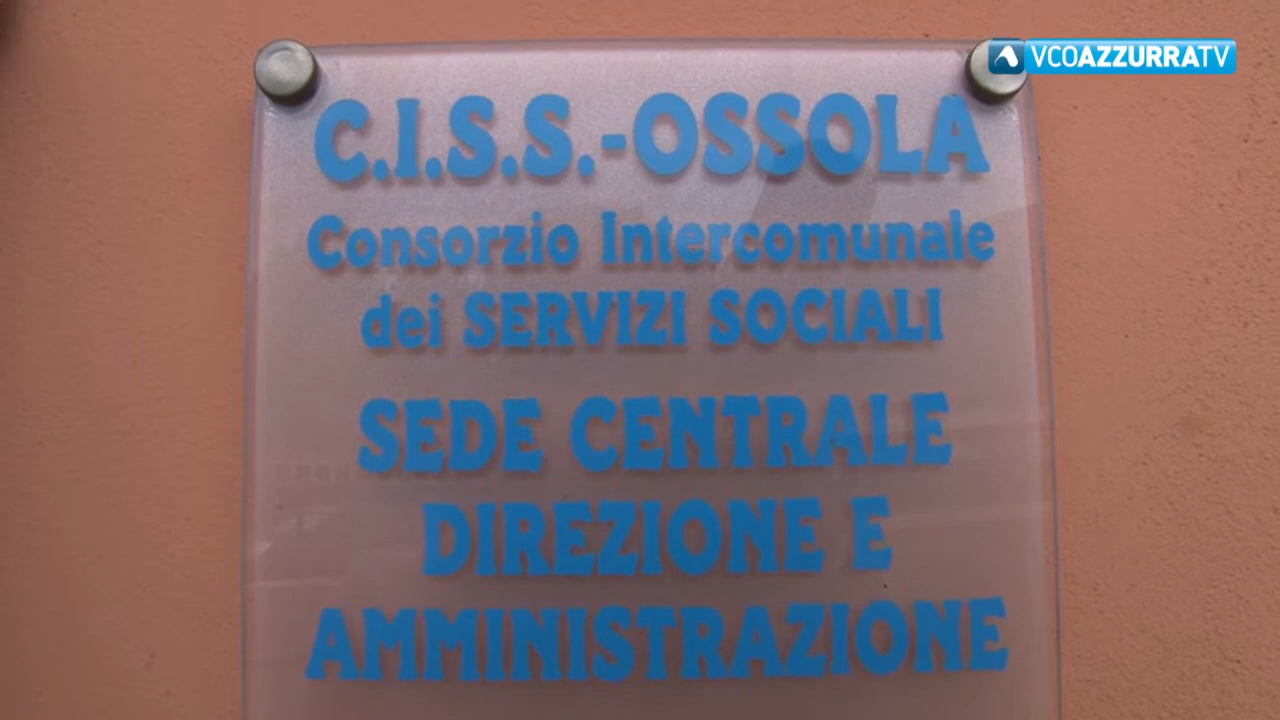 VCOAZZURRATV
C.I.S.S.-OSSOLA
Consorzio Intercomunale
dei SERVIZI SOCIALI
SEDE CENTRALE
DIREZIONE E
AMMINISTRAZIONE